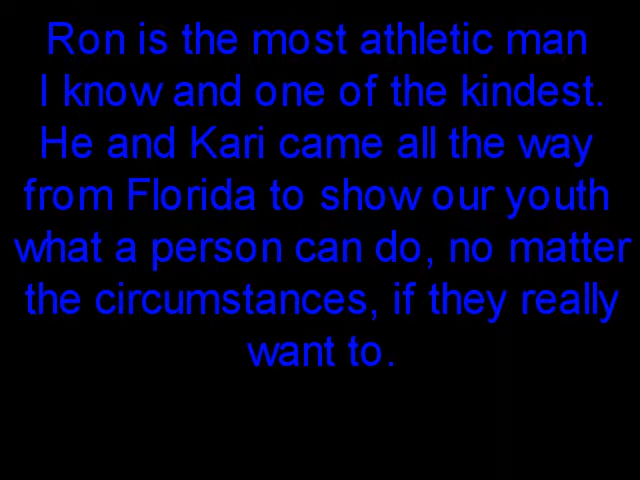 Ron is the most athletic man
I know and one of the kindest.
He and Kari came all the way
from Florida to show our youth
what a person can do, no matter
the circumstances, if they really
want to.